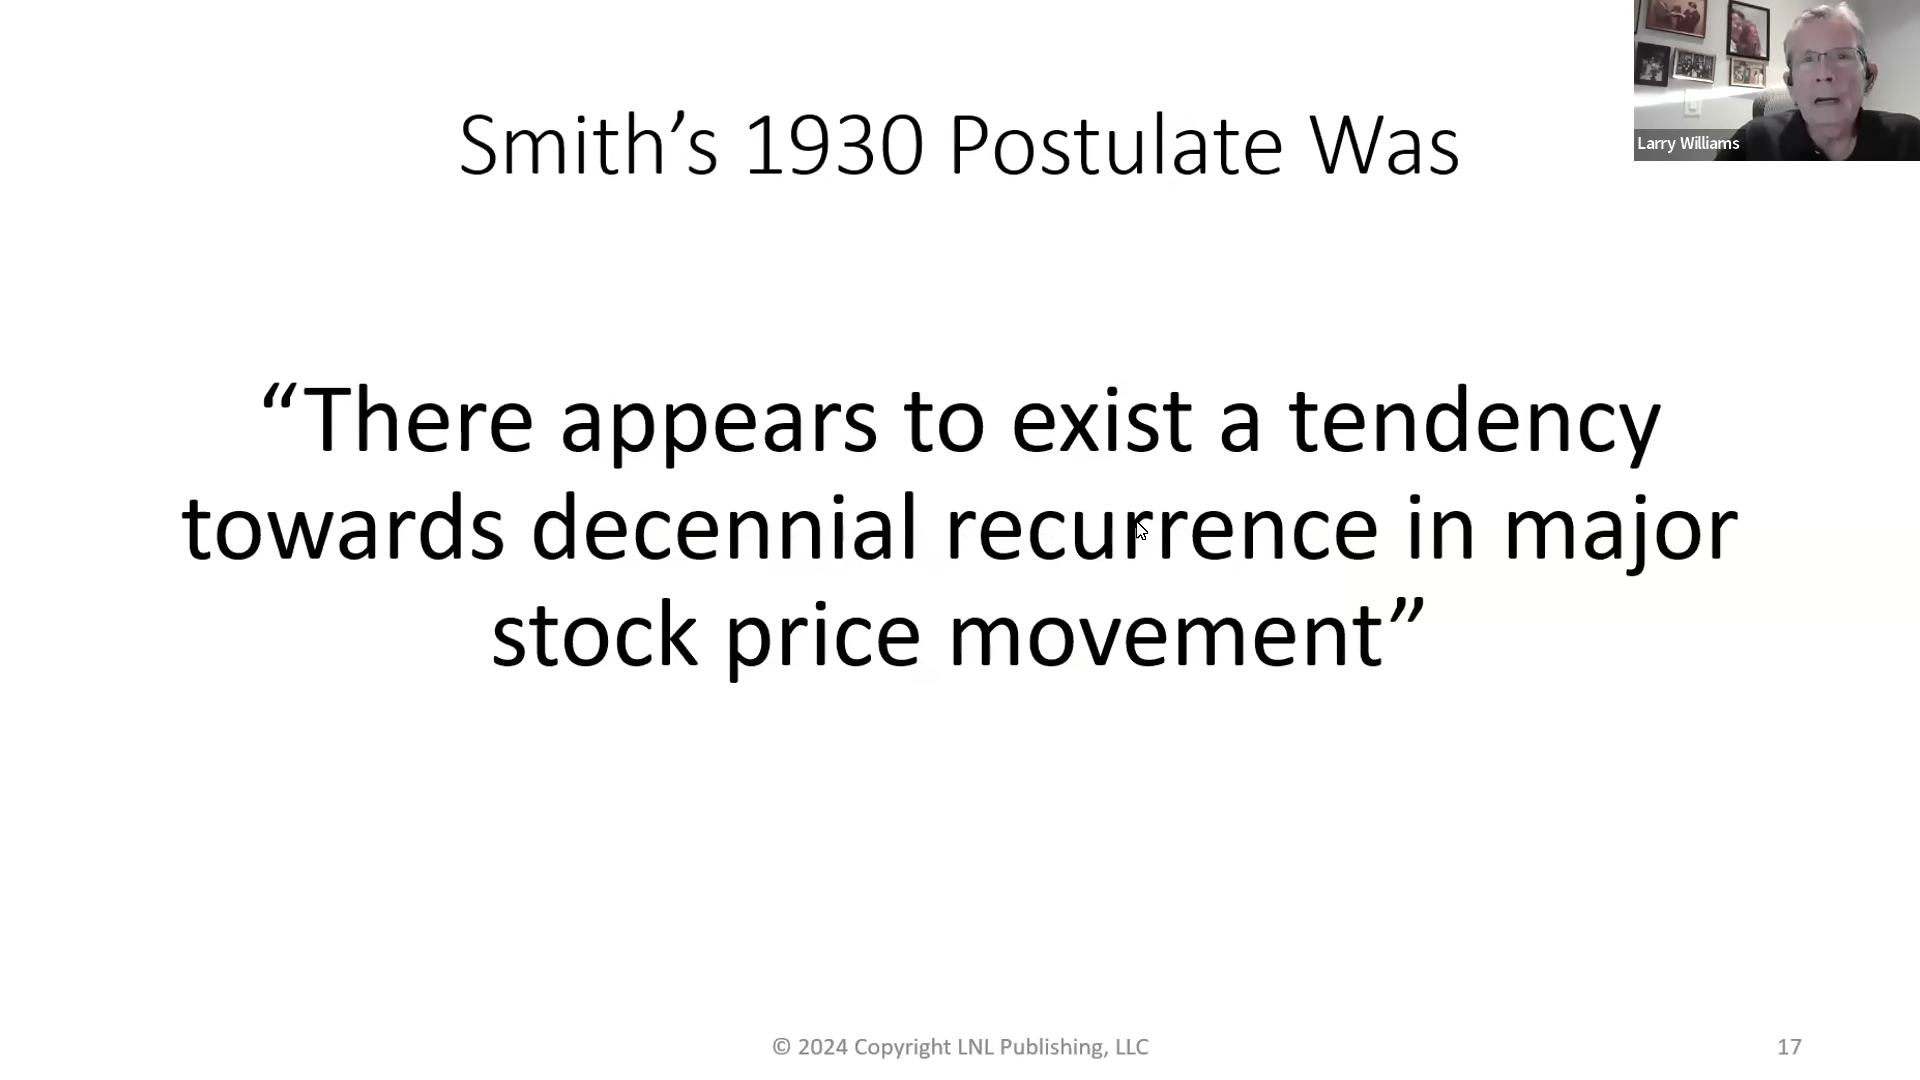 Smith’s 1930 Postulate Was
Larry Williams
“There appears to exist a tendency
towards decennial recurrence in major
stock price movement”
© 2024 Copyright LNL Publishing, LLC
17